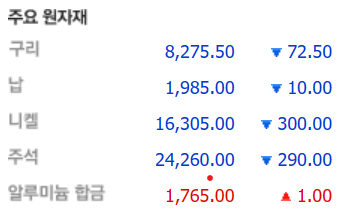 주요 원자재
구리 8,275.50 ▼ 72.50
납 1,985.00 ▼ 10.00
니켈 16,305.00 ▼ 300.00
주석 24,260.00 ▼ 290.00
알루미늄 합금 1,765.00 ▲ 1.00